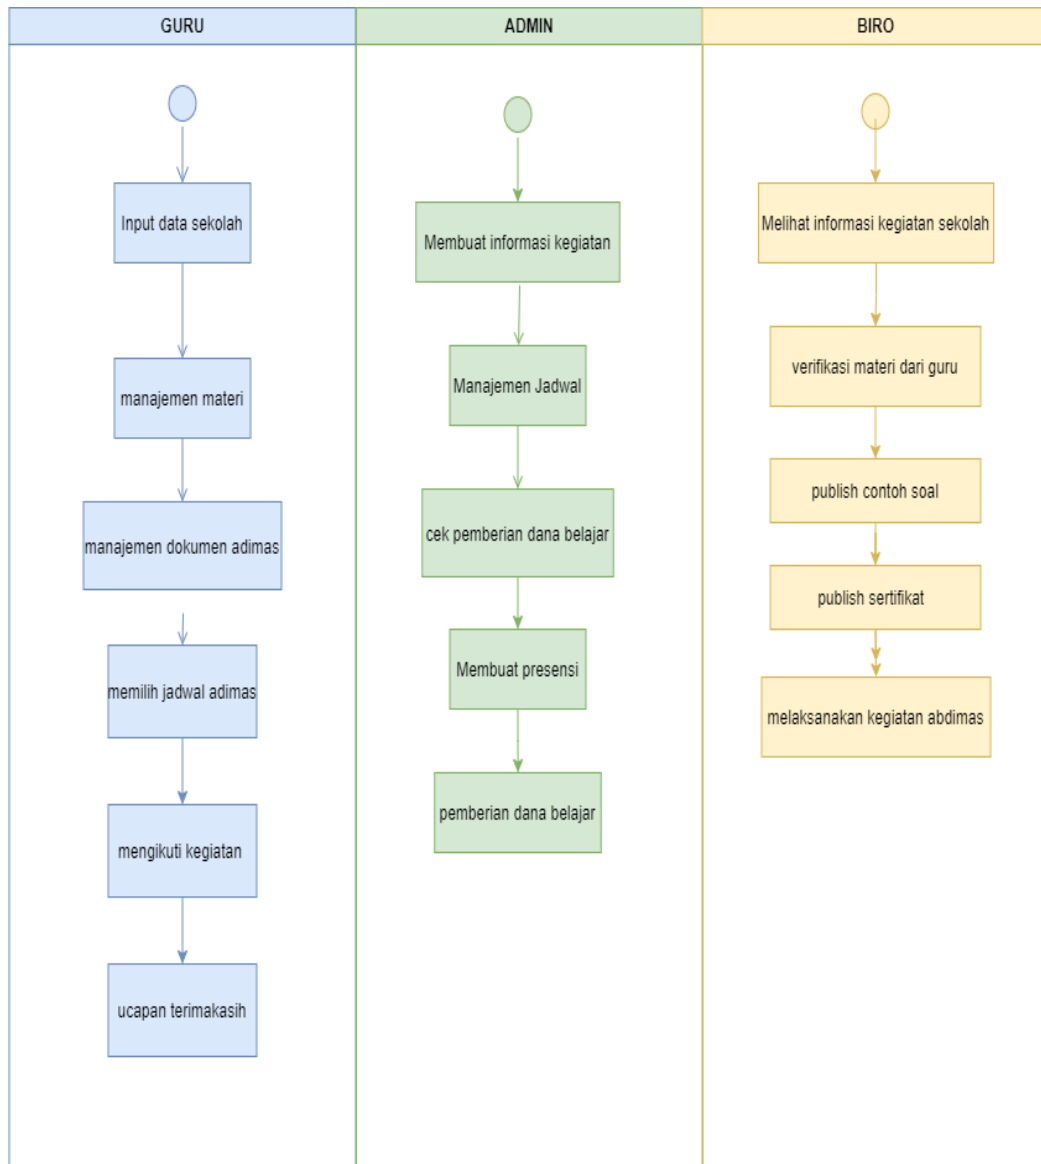 GURU
ADMIN
BIRO
Input data sekolah
manajemen materi
manajemen dokumen adimas
memilih jadwal adimas
mengikuti kegiatan
ucapan terimakasih
Membuat informasi kegiatan
Manajemen Jadwal
cek pemberian dana belajar
Membuat presensi
pemberian dana belajar
Melihat informasi kegiatan sekolah
verifikasi materi dari guru
publish contoh soal
publish sertifikat
melaksanakan kegiatan abdimas